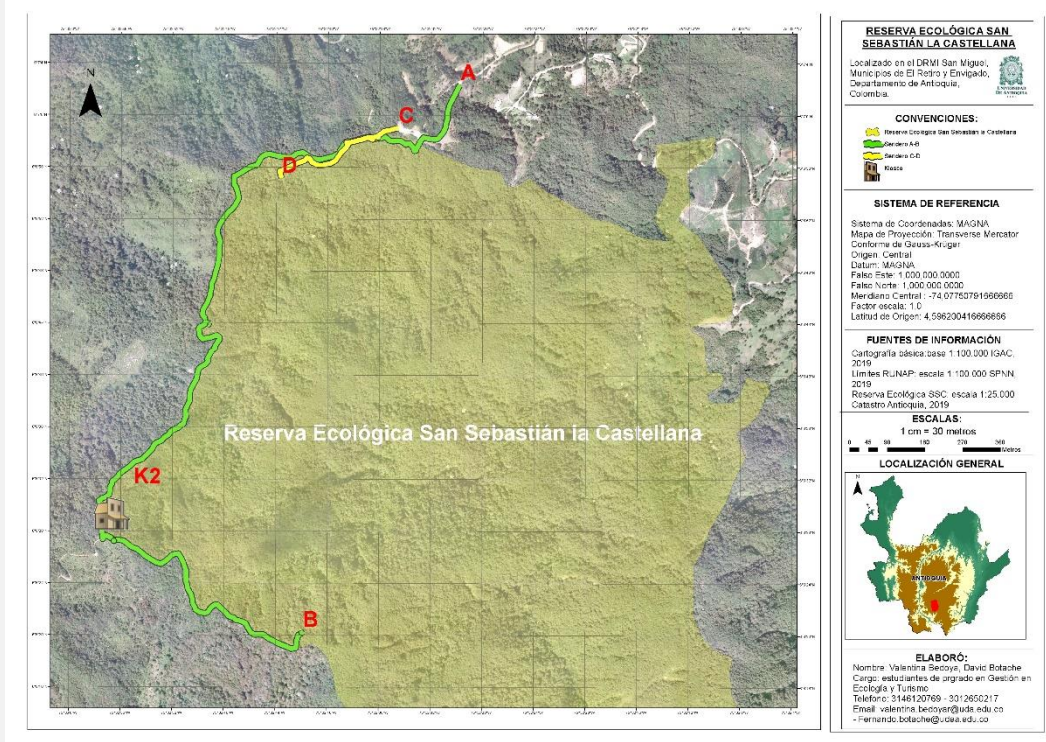 N
A
C
D
Reserva Ecológica San Sebastián la Castellana
K2
B
RESERVA ECOLÓGICA SAN
SEBASTIÁN LA CASTELLANA
Localizado en el DRMI San Miguel,
Municipios de El Retiro y Envigado,
Departamento de Antioquia,
Colombia.
UNIVERSIDAD
DE ANTIOQUIA
CONVENCIONES:
Reserva Ecológica San Sebastián la Castellana
Sendero A-B
Sendero C-D
Kiosco
SISTEMA DE REFERENCIA
Sistema de Coordenadas: MAGNA
Mapa de Proyección: Transverse Mercator
Conforme de Gauss-Krüger
Origen: Central
Datum: MAGNA
Falso Este: 1,000,000.0000
Falso Norte: 1,000,000.0000
Meridiano Central: -74,07750791666666
Factor escala: 1.0
Latitud de Origen: 4,596200416666666
FUENTES DE INFORMACIÓN
Cartografía básica:base 1:100.000 IGAC,
2019
Límites RUNAP: escala 1:100.000 SPNN,
2019
Reserva Ecológica SSC: escala 1:25.000
Catastro Antioquia, 2019
ESCALAS:
1 cm = 30 metros
0 45 90 180 270 360
Metros
LOCALIZACIÓN GENERAL
N
ANTIOQUIA
ELABORÓ:
Nombre: Valentina Bedoya, David Botache
Cargo: estudiantes de prgrado en Gestión en
Ecología y Turismo
Telefono: 3146120769 - 3012650217
Email: valentina.bedoyar@uda.edu.co
- Fernando.botache@udea.edu.co